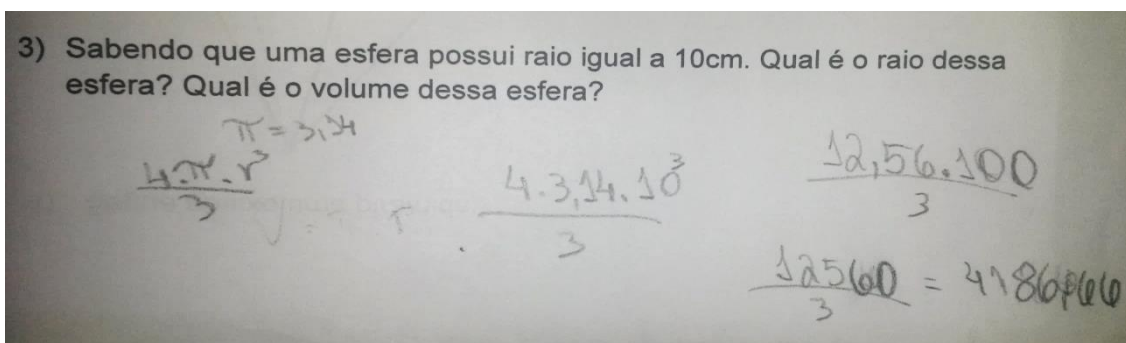 3) Sabendo que uma esfera possui raio igual a 10cm. Qual é o raio dessa
esfera? Qual é o volume dessa esfera?
π = 3,14
4.π.r³
3
4.3,14.10³
3
12,56.100
3
12560
3
= 4186,66